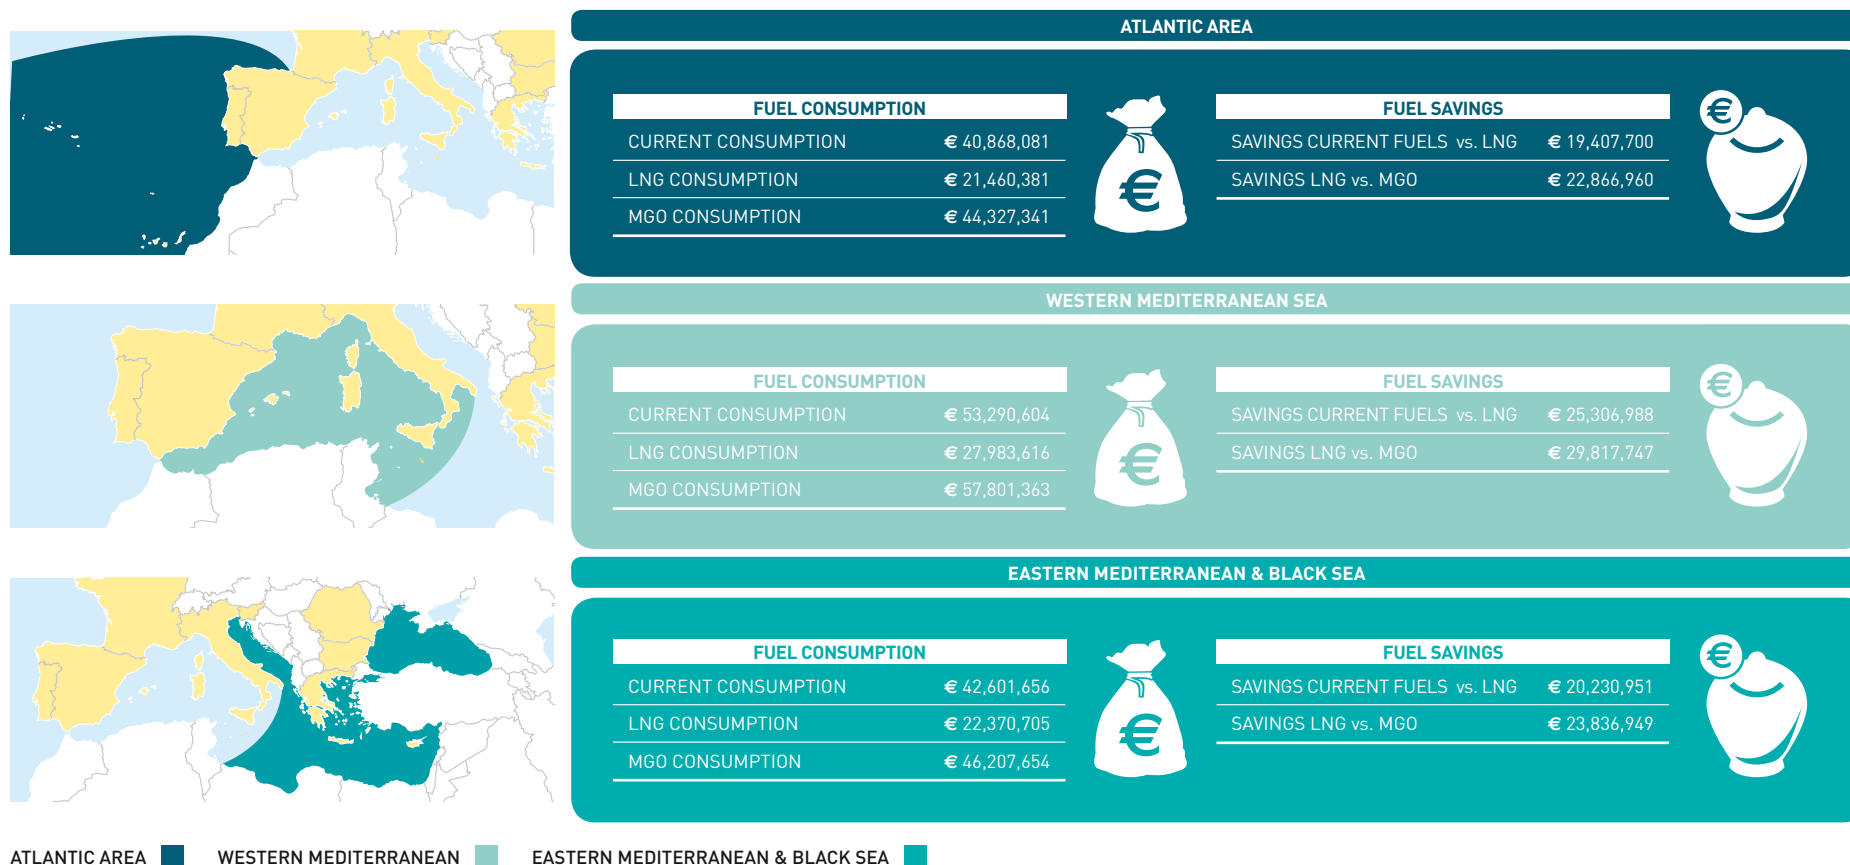 ATLANTIC AREA
FUEL CONSUMPTION
CURRENT CONSUMPTION € 40,868,081
LNG CONSUMPTION € 21,460,381
MGO CONSUMPTION € 44,327,341
€
FUEL SAVINGS
SAVINGS CURRENT FUELS vs. LNG € 19,407,700
SAVINGS LNG vs. MGO € 22,866,960
€
WESTERN MEDITERRANEAN SEA
FUEL CONSUMPTION
CURRENT CONSUMPTION € 53,290,604
LNG CONSUMPTION € 27,983,616
MGO CONSUMPTION € 57,801,363
€
FUEL SAVINGS
SAVINGS CURRENT FUELS vs. LNG € 25,306,988
SAVINGS LNG vs. MGO € 29,817,747
€
EASTERN MEDITERRANEAN & BLACK SEA
FUEL CONSUMPTION
CURRENT CONSUMPTION € 42,601,656
LNG CONSUMPTION € 22,370,705
MGO CONSUMPTION € 46,207,654
€
FUEL SAVINGS
SAVINGS CURRENT FUELS vs. LNG € 20,230,951
SAVINGS LNG vs. MGO € 23,836,949
€
ATLANTIC AREA WESTERN MEDITERRANEAN EASTERN MEDITERRANEAN & BLACK SEA